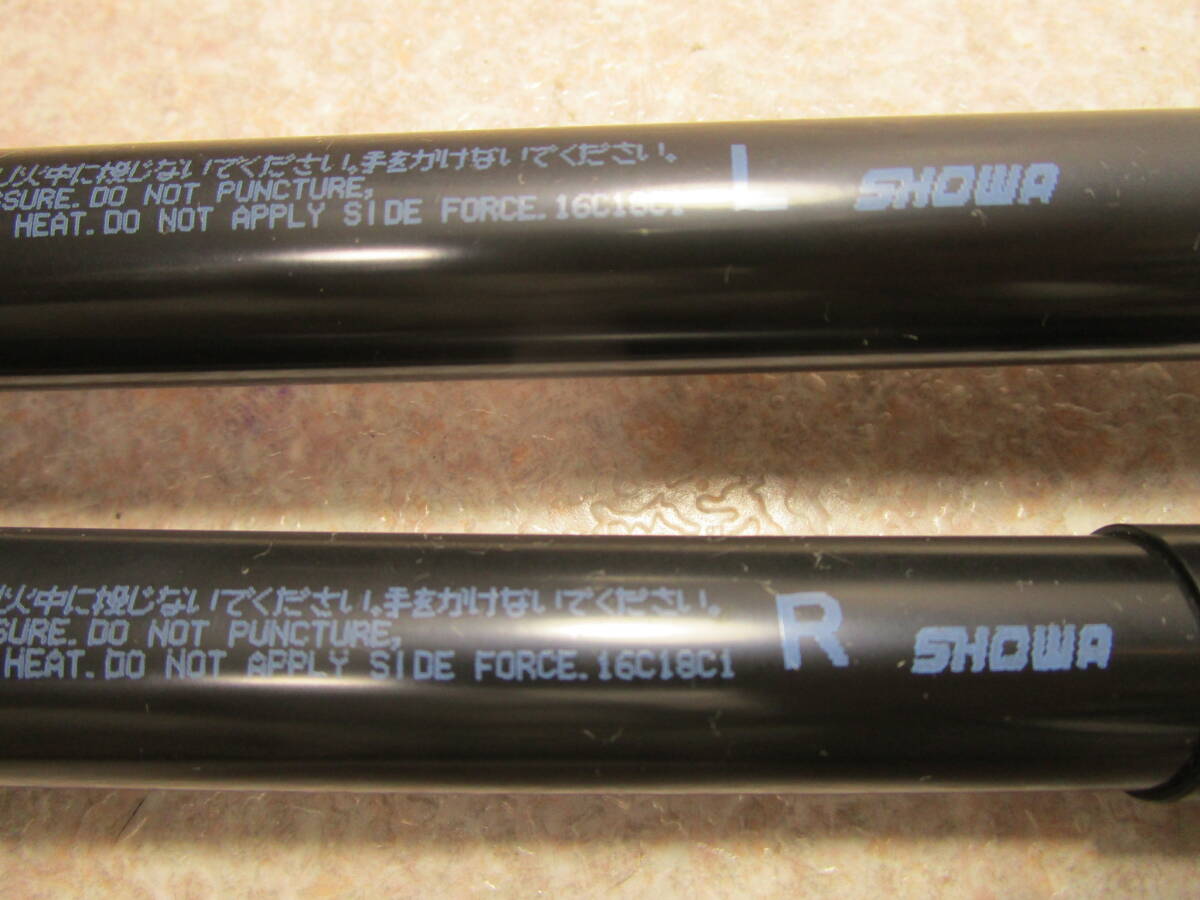 火中に投じないでください。手をかけないでください。
SURE. DO NOT PUNCTURE,
HEAT. DO NOT APPLY SIDE FORCE. 16C18C1
L
SHOWA
火中に投じないでください。手をかけないでください。
SURE. DO NOT PUNCTURE,
HEAT. DO NOT APPLY SIDE FORCE. 16C18C1
R
SHOWA